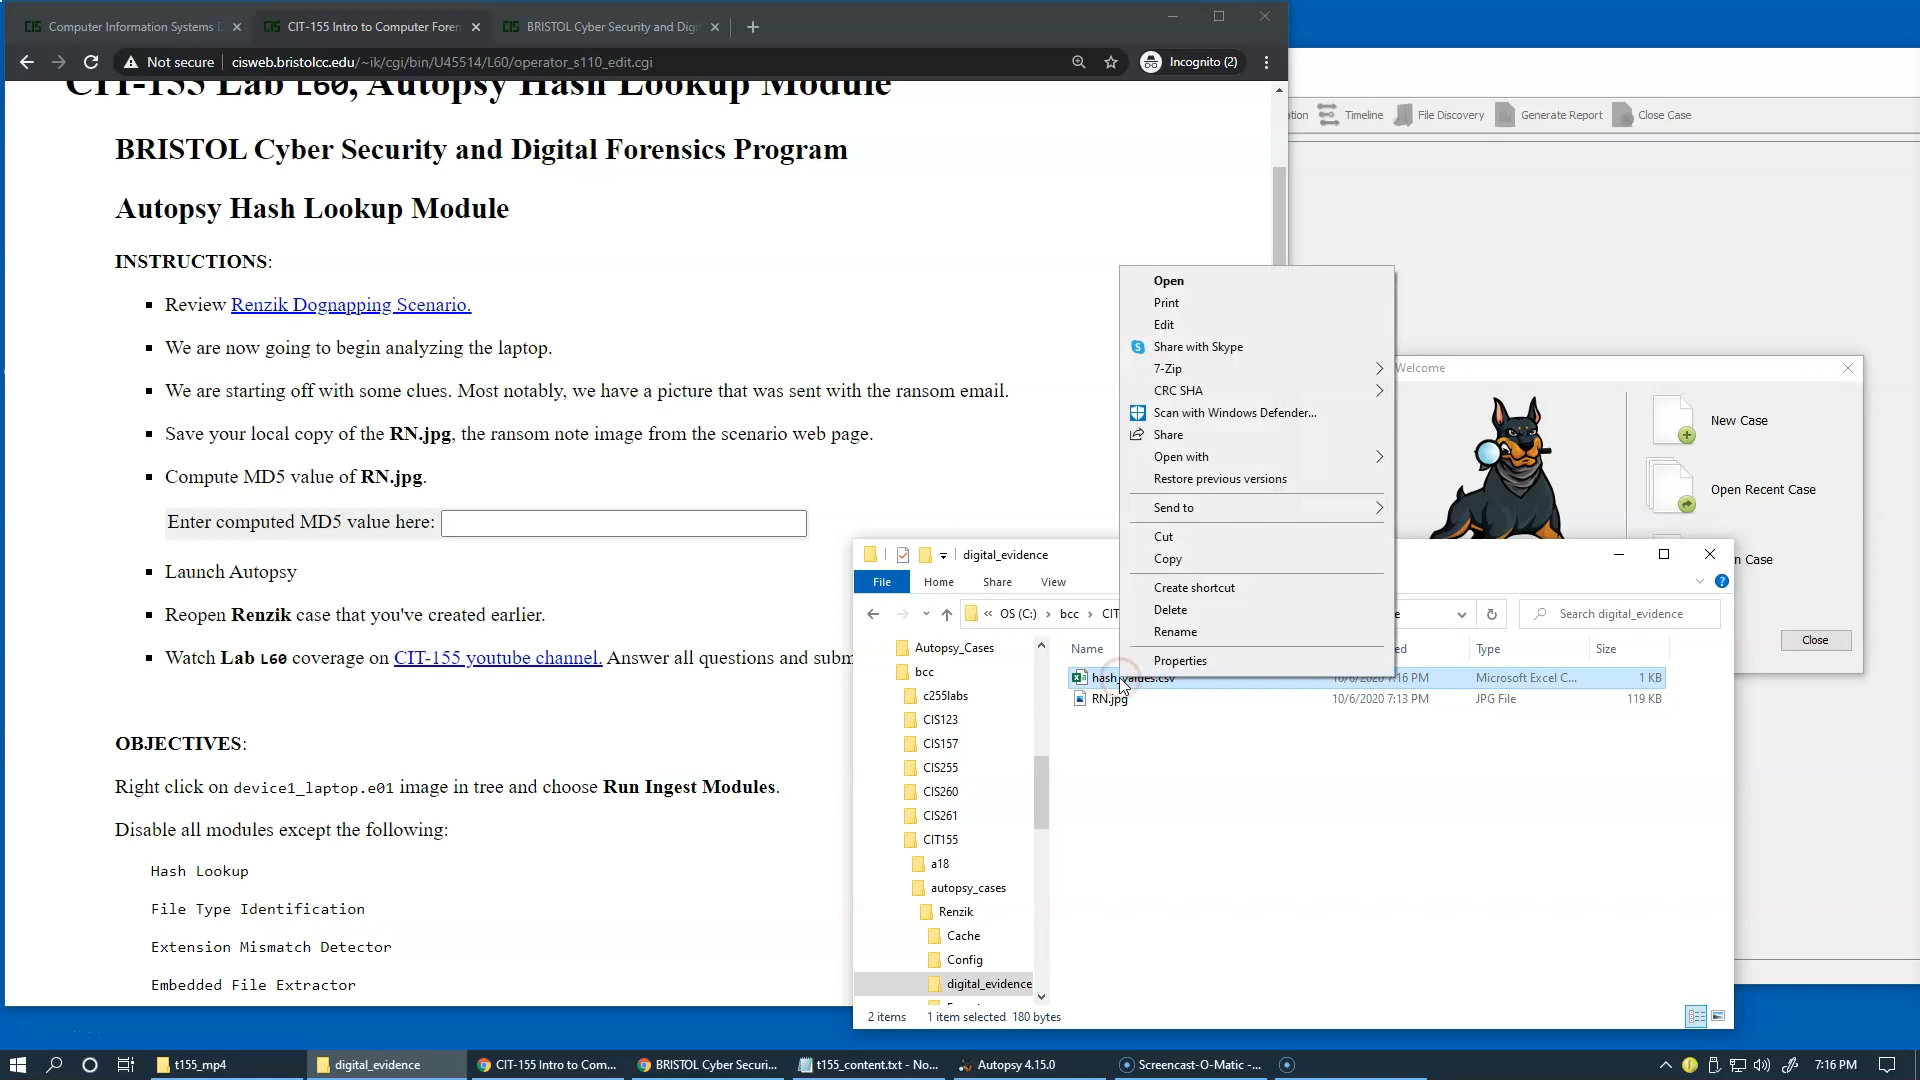 Computer Information Systems
CIT-155 Intro to Computer Foren
BRISTOL Cyber Security and Digi
Not secure
cisweb.bristolcc.edu/~ik/cgi/bin/U45514/L60/operator_s110_edit.cgi
Incognito (2)
CIT-155 Lab L60, Autopsy Hash Lookup Module
BRISTOL Cyber Security and Digital Forensics Program
Autopsy Hash Lookup Module
INSTRUCTIONS:
Review Renzik Dognapping Scenario.
We are now going to begin analyzing the laptop.
We are starting off with some clues. Most notably, we have a picture that was sent with the ransom email.
Save your local copy of the RN.jpg, the ransom note image from the scenario web page.
Compute MD5 value of RN.jpg.
Enter computed MD5 value here:
Launch Autopsy
Reopen Renzik case that you've created earlier.
Watch Lab L60 coverage on CIT-155 youtube channel. Answer all questions and subm
OBJECTIVES:
Right click on device1_laptop.e01 image in tree and choose Run Ingest Modules.
Disable all modules except the following:
Hash Lookup
File Type Identification
Extension Mismatch Detector
Embedded File Extractor
tion
Timeline
File Discovery
Generate Report
Close Case
Welcome
New Case
Open Recent Case
n Case
Close
Open
Print
Edit
Share with Skype
7-Zip
CRC SHA
Scan with Windows Defender...
Share
Open with
Restore previous versions
Send to
Cut
Copy
Create shortcut
Delete
Rename
Properties
digital_evidence
File
Home
Share
View
« OS (C:) › bcc › CIT
e
Search digital_evidence
Name
ed
Type
Size
hash_values.csv
10/6/2020 7:16 PM
Microsoft Excel C...
1 KB
RN.jpg
10/6/2020 7:13 PM
JPG File
119 KB
Autopsy_Cases
bcc
c255labs
CIS123
CIS157
CIS255
CIS260
CIS261
CIT155
a18
autopsy_cases
Renzik
Cache
Config
digital_evidence
2 items
1 item selected 180 bytes
t155_mp4
digital_evidence
CIT-155 Intro to Com...
BRISTOL Cyber Securi...
t155_content.txt - No...
Autopsy 4.15.0
Screencast-O-Matic -...
7:16 PM